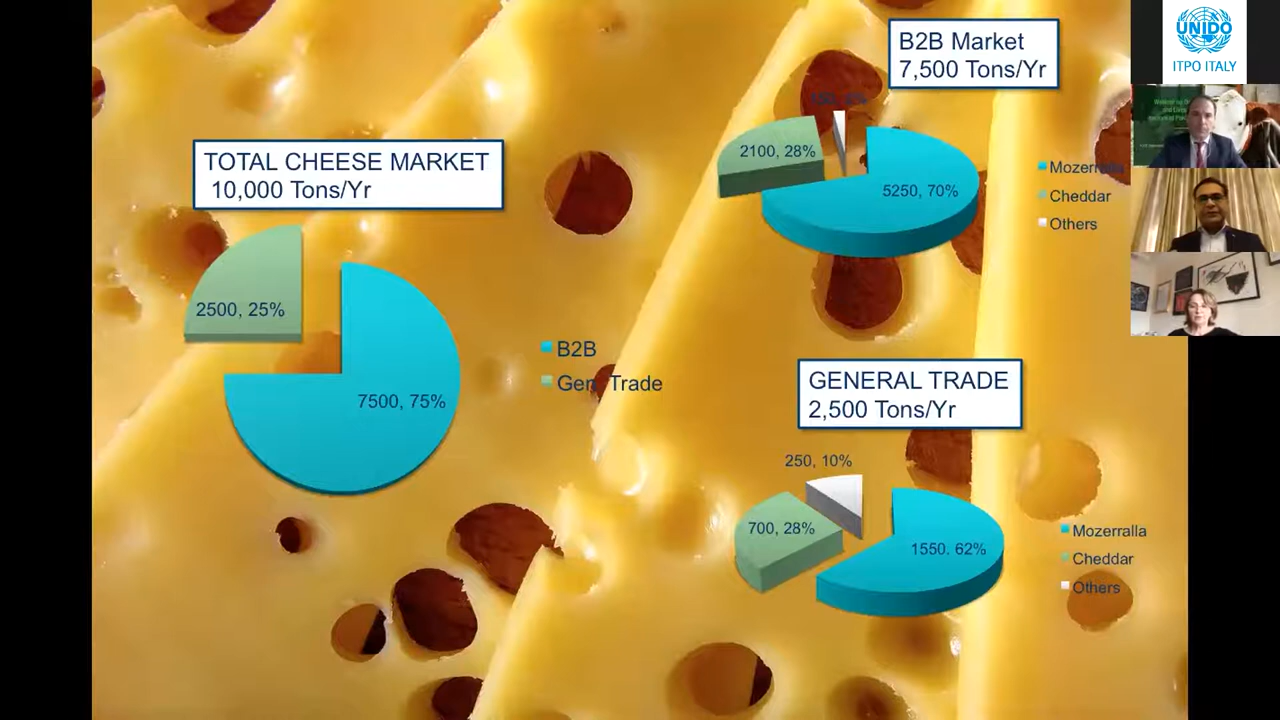 TOTAL CHEESE MARKET
10,000 Tons/Yr
2500, 25%
7500, 75%
B2B
Gen. Trade
B2B Market
7,500 Tons/Yr
2100, 28%
5250, 70%
Mozerralla
Cheddar
Others
GENERAL TRADE
2,500 Tons/Yr
250, 10%
700, 28%
1550. 62%
Mozerralla
Cheddar
Others
UNIDO
ITPO ITALY